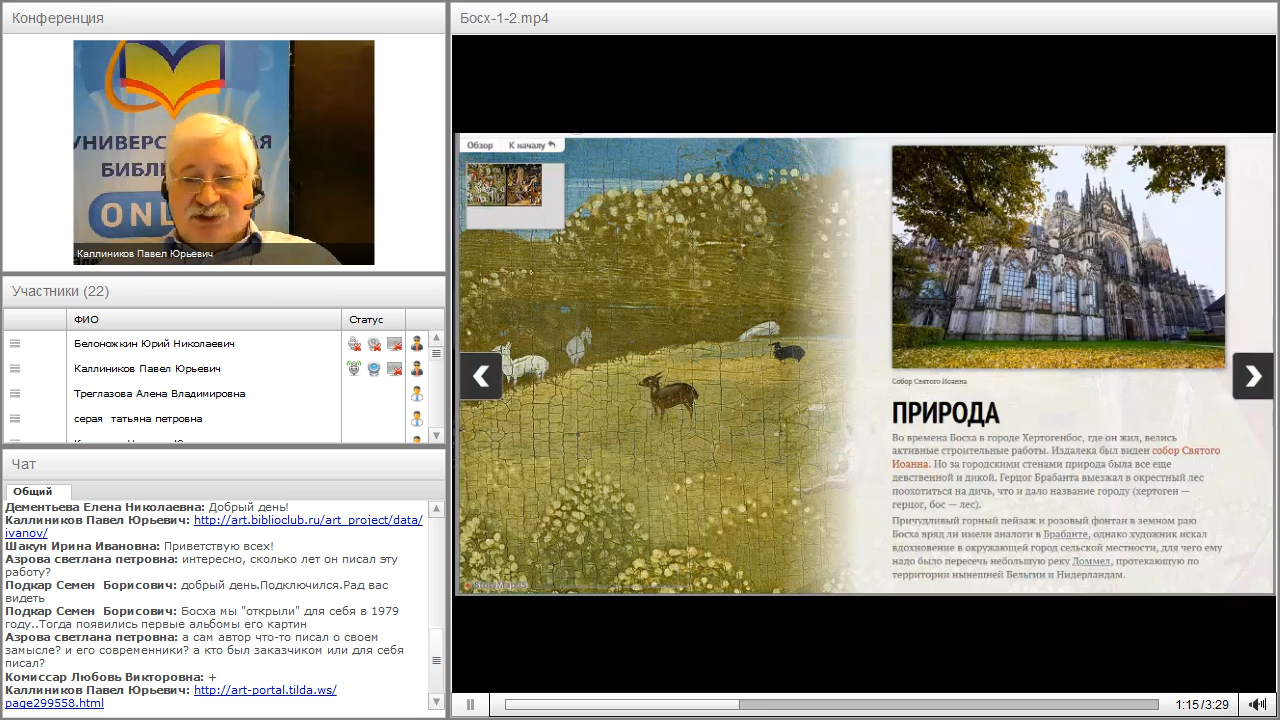 Конференция
УНИВЕРС
АЯ
БИБЛИ
ONL
Каллиников Павел Юрьевич
Участники (22)
ФИО
Статус
Белоножкин Юрий Николаевич
Каллиников Павел Юрьевич
Треглазова Алена Владимировна
серая татьяна петровна
Чат
Общий
Дементьева Елена Николаевна: Добрый день!
Каллиников Павел Юрьевич: http://art.biblioclub.ru/art_project/data/
ivanov/
Шакун Ирина Ивановна: Приветствую всех!
Азрова светлана петровна: интересно, сколько лет он писал эту
работу?
Подкар Семен Борисович: добрый день.Подключился.Рад вас
видеть
Подкар Семен Борисович: Босха мы "открыли" для себя в 1979
году..Тогда появились первые альбомы его картин
Азрова светлана петровна: а сам автор что-то писал о своем
замысле? и его современники? а кто был заказчиком или для себя
писал?
Комиссар Любовь Викторовна: +
Каллиников Павел Юрьевич: http://art-portal.tilda.ws/
page299558.html
Босх-1-2.mp4
Обзор
К началу
StoryMapJS
Собор Святого Иоанна
ПРИРОДА
Во времена Босха в городе Хертогенбос, где он жил, велись
активные строительные работы. Издалека был виден собор Святого
Иоанна. Но за городскими стенами природа была все еще
девственной и дикой. Герцог Брабанта выезжал в окрестный лес
поохотиться на дичь, что и дало название городу (хертоген —
герцог, бос — лес).
Причудливый горный пейзаж и розовый фонтан в земном раю
Босха вряд ли имели аналоги в Брабанте, однако художник искал
вдохновение в окружающей город сельской местности, для чего ему
надо было пересечь небольшую реку Доммел, протекающую по
территории нынешней Бельгии и Нидерландам.
1:15/3:29